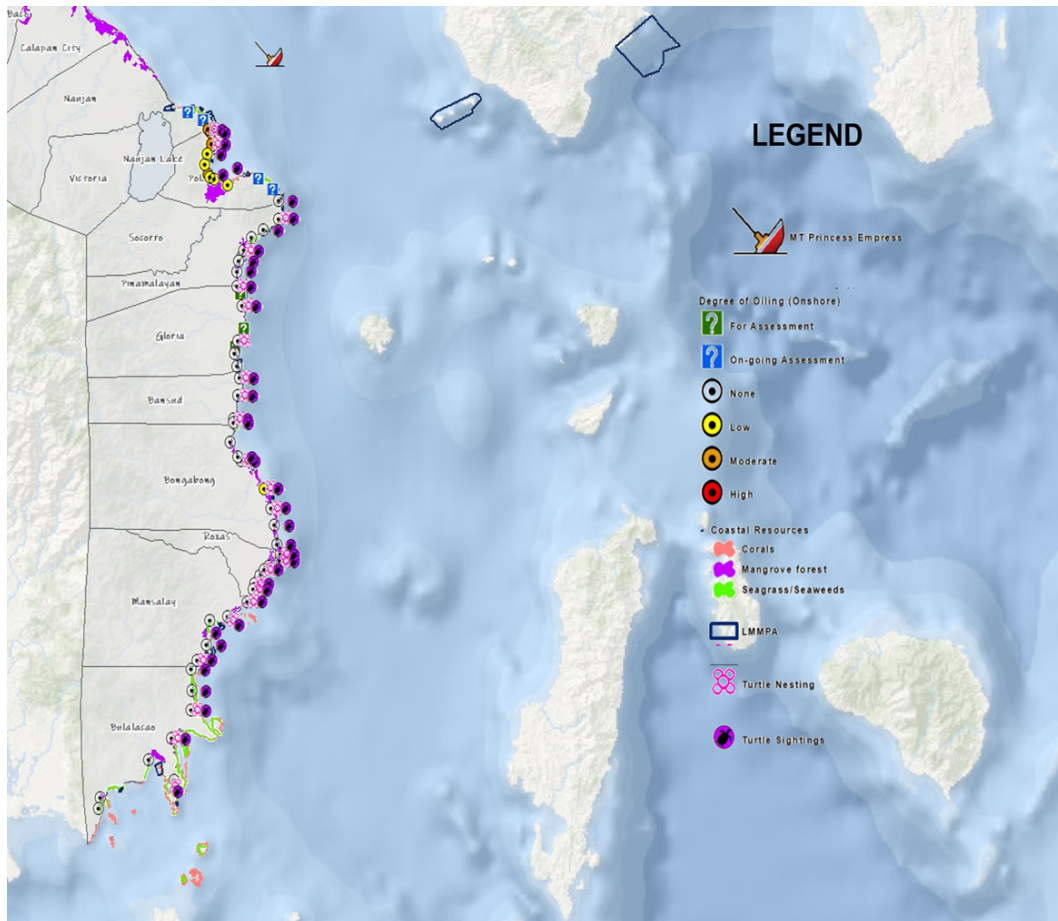 Baco
Calapan City
Naujan
Naujan Lake
Victoria
Socorro
Pinamalayan
Gloria
Bansud
Bongabong
Roxas
Mansalay
Bulalacao
LEGEND
MT Princess Empress
Degree of Oiling (Onshore)
For Assessment
On-going Assessment
None
Low
Moderate
High
Coastal Resources
Corals
Mangrove forest
Seagrass/Seaweeds
LMMPA
Turtle Nesting
Turtle Sightings